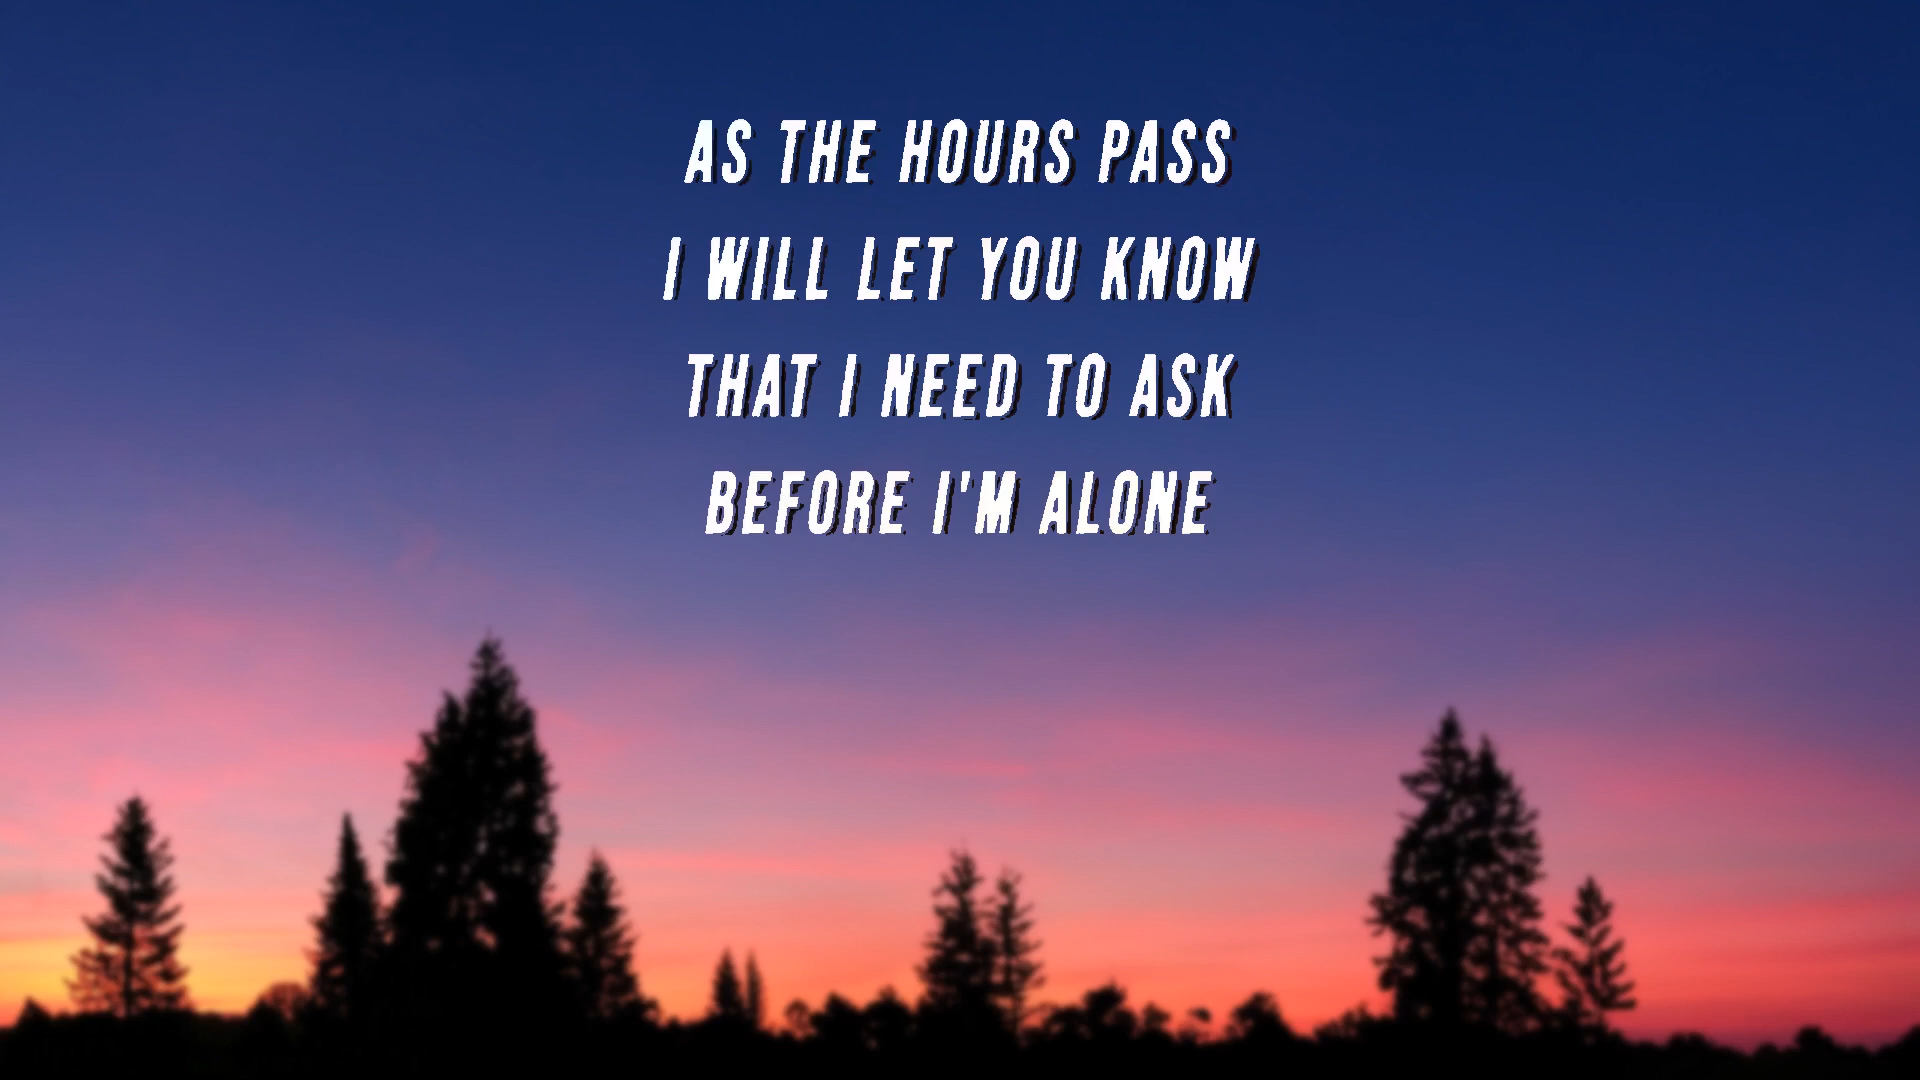 AS THE HOURS PASS
I WILL LET YOU KNOW
THAT I NEED TO ASK
BEFORE I'M ALONE